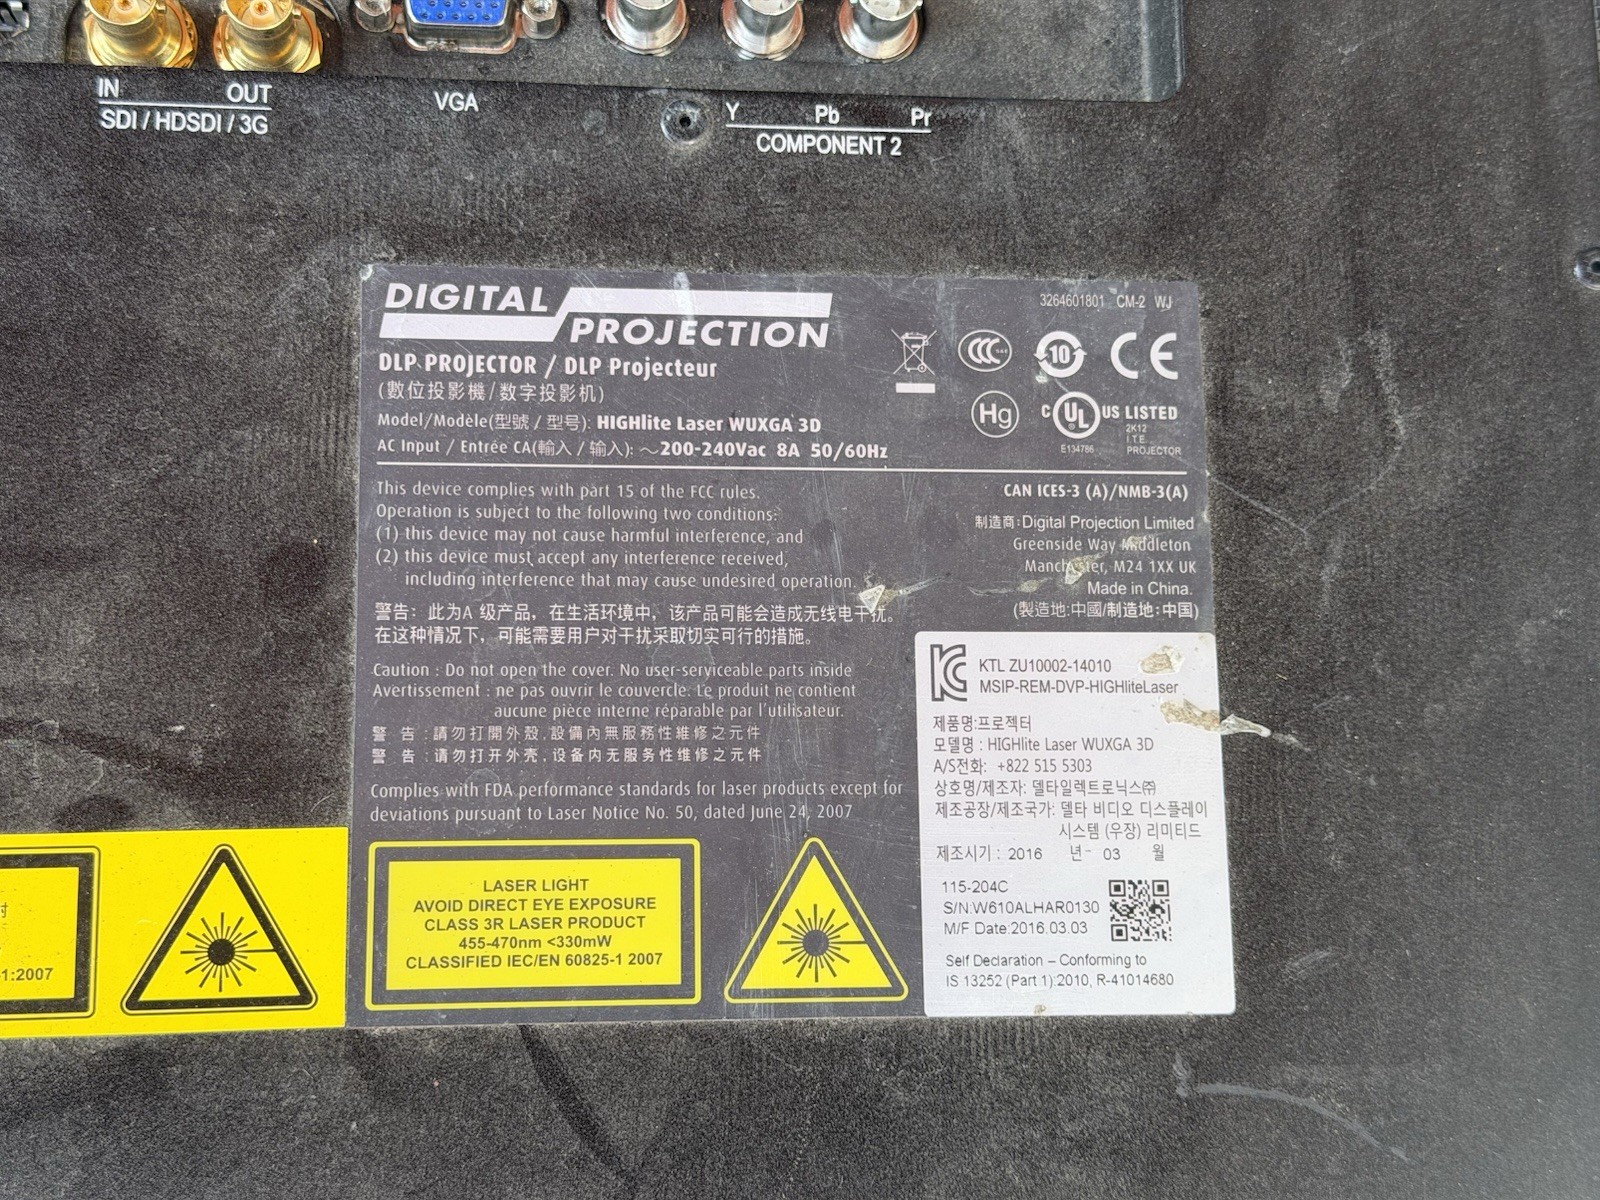 IN OUT
SDI / HDSDI / 3G
VGA
Y Pb Pr
COMPONENT 2
DIGITAL
PROJECTION
DLP PROJECTOR / DLP Projecteur
(數位投影機/数字投影机)
Model/Modèle(型號 / 型号): HIGHlite Laser WUXGA 3D
AC Input / Entrée CA(輸入 / 输入): ～200-240Vac 8A 50/60Hz
3264601801 CM-2 WJ
10
CE
Hg
C UL US LISTED
2K12
I.T.E.
PROJECTOR
E134786
This device complies with part 15 of the FCC rules.
Operation is subject to the following two conditions:
(1) this device may not cause harmful interference, and
(2) this device must accept any interference received,
including interference that may cause undesired operation.
警告: 此为A 级产品, 在生活环境中, 该产品可能会造成无线电干扰。
在这种情况下, 可能需要用户对干扰采取切实可行的措施。
Caution : Do not open the cover. No user-serviceable parts inside
Avertissement : ne pas ouvrir le couvercle. Le produit ne contient
aucune pièce interne réparable par l'utilisateur.
警 告 : 請勿打開外殼, 設備內無服務性維修之元件
警 告 : 请勿打开外壳, 设备内无服务性维修之元件
Complies with FDA performance standards for laser products except for
deviations pursuant to Laser Notice No. 50, dated June 24, 2007
CAN ICES-3 (A)/NMB-3(A)
制造商: Digital Projection Limited
Greenside Way Middleton
Manchester, M24 1XX UK
Made in China.
(製造地:中國/制造地:中国)
KTL ZU10002-14010
MSIP-REM-DVP-HIGHliteLaser
제품명:프로젝터
모델명 : HIGHlite Laser WUXGA 3D
A/S전화: +822 515 5303
상호명/제조자: 델타일렉트로닉스㈜
제조공장/제조국가: 델타 비디오 디스플레이
시스템 (우장) 리미티드
제조시기 : 2016 년 03 월
115-204C
S/N:W610ALHAR0130
M/F Date:2016.03.03
Self Declaration – Conforming to
IS 13252 (Part 1):2010, R-41014680
LASER LIGHT
AVOID DIRECT EYE EXPOSURE
CLASS 3R LASER PRODUCT
455-470nm <330mW
CLASSIFIED IEC/EN 60825-1 2007
射
-1:2007